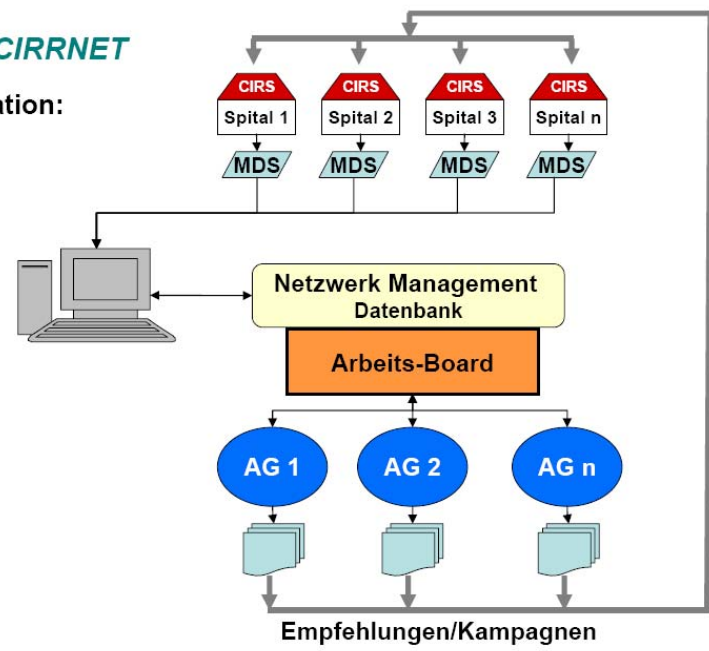 CIRRNET
ation:
CIRS CIRS CIRS CIRS
Spital 1 Spital 2 Spital 3 Spital n
MDS MDS MDS MDS
Netzwerk Management
Datenbank
Arbeits-Board
AG 1 AG 2 AG n
Empfehlungen/Kampagnen